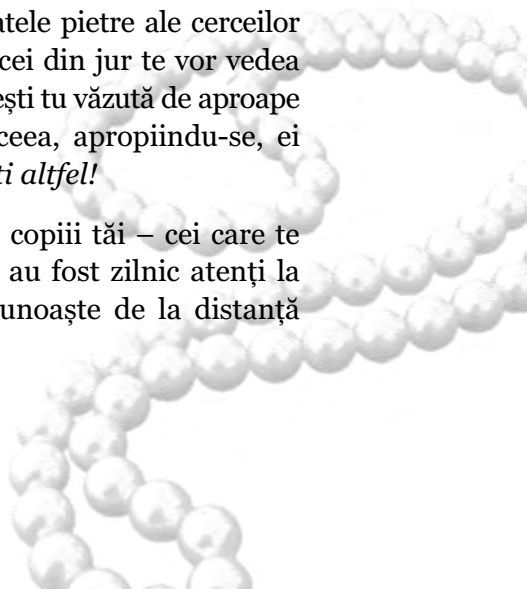 atele pietre ale cerceilor
cei din jur te vor vedea
ești tu văzută de aproape
ceea, apropiindu-se, ei
ti altfel!
copiii tăi – cei care te
au fost zilnic atenți la
unoaște de la distanță